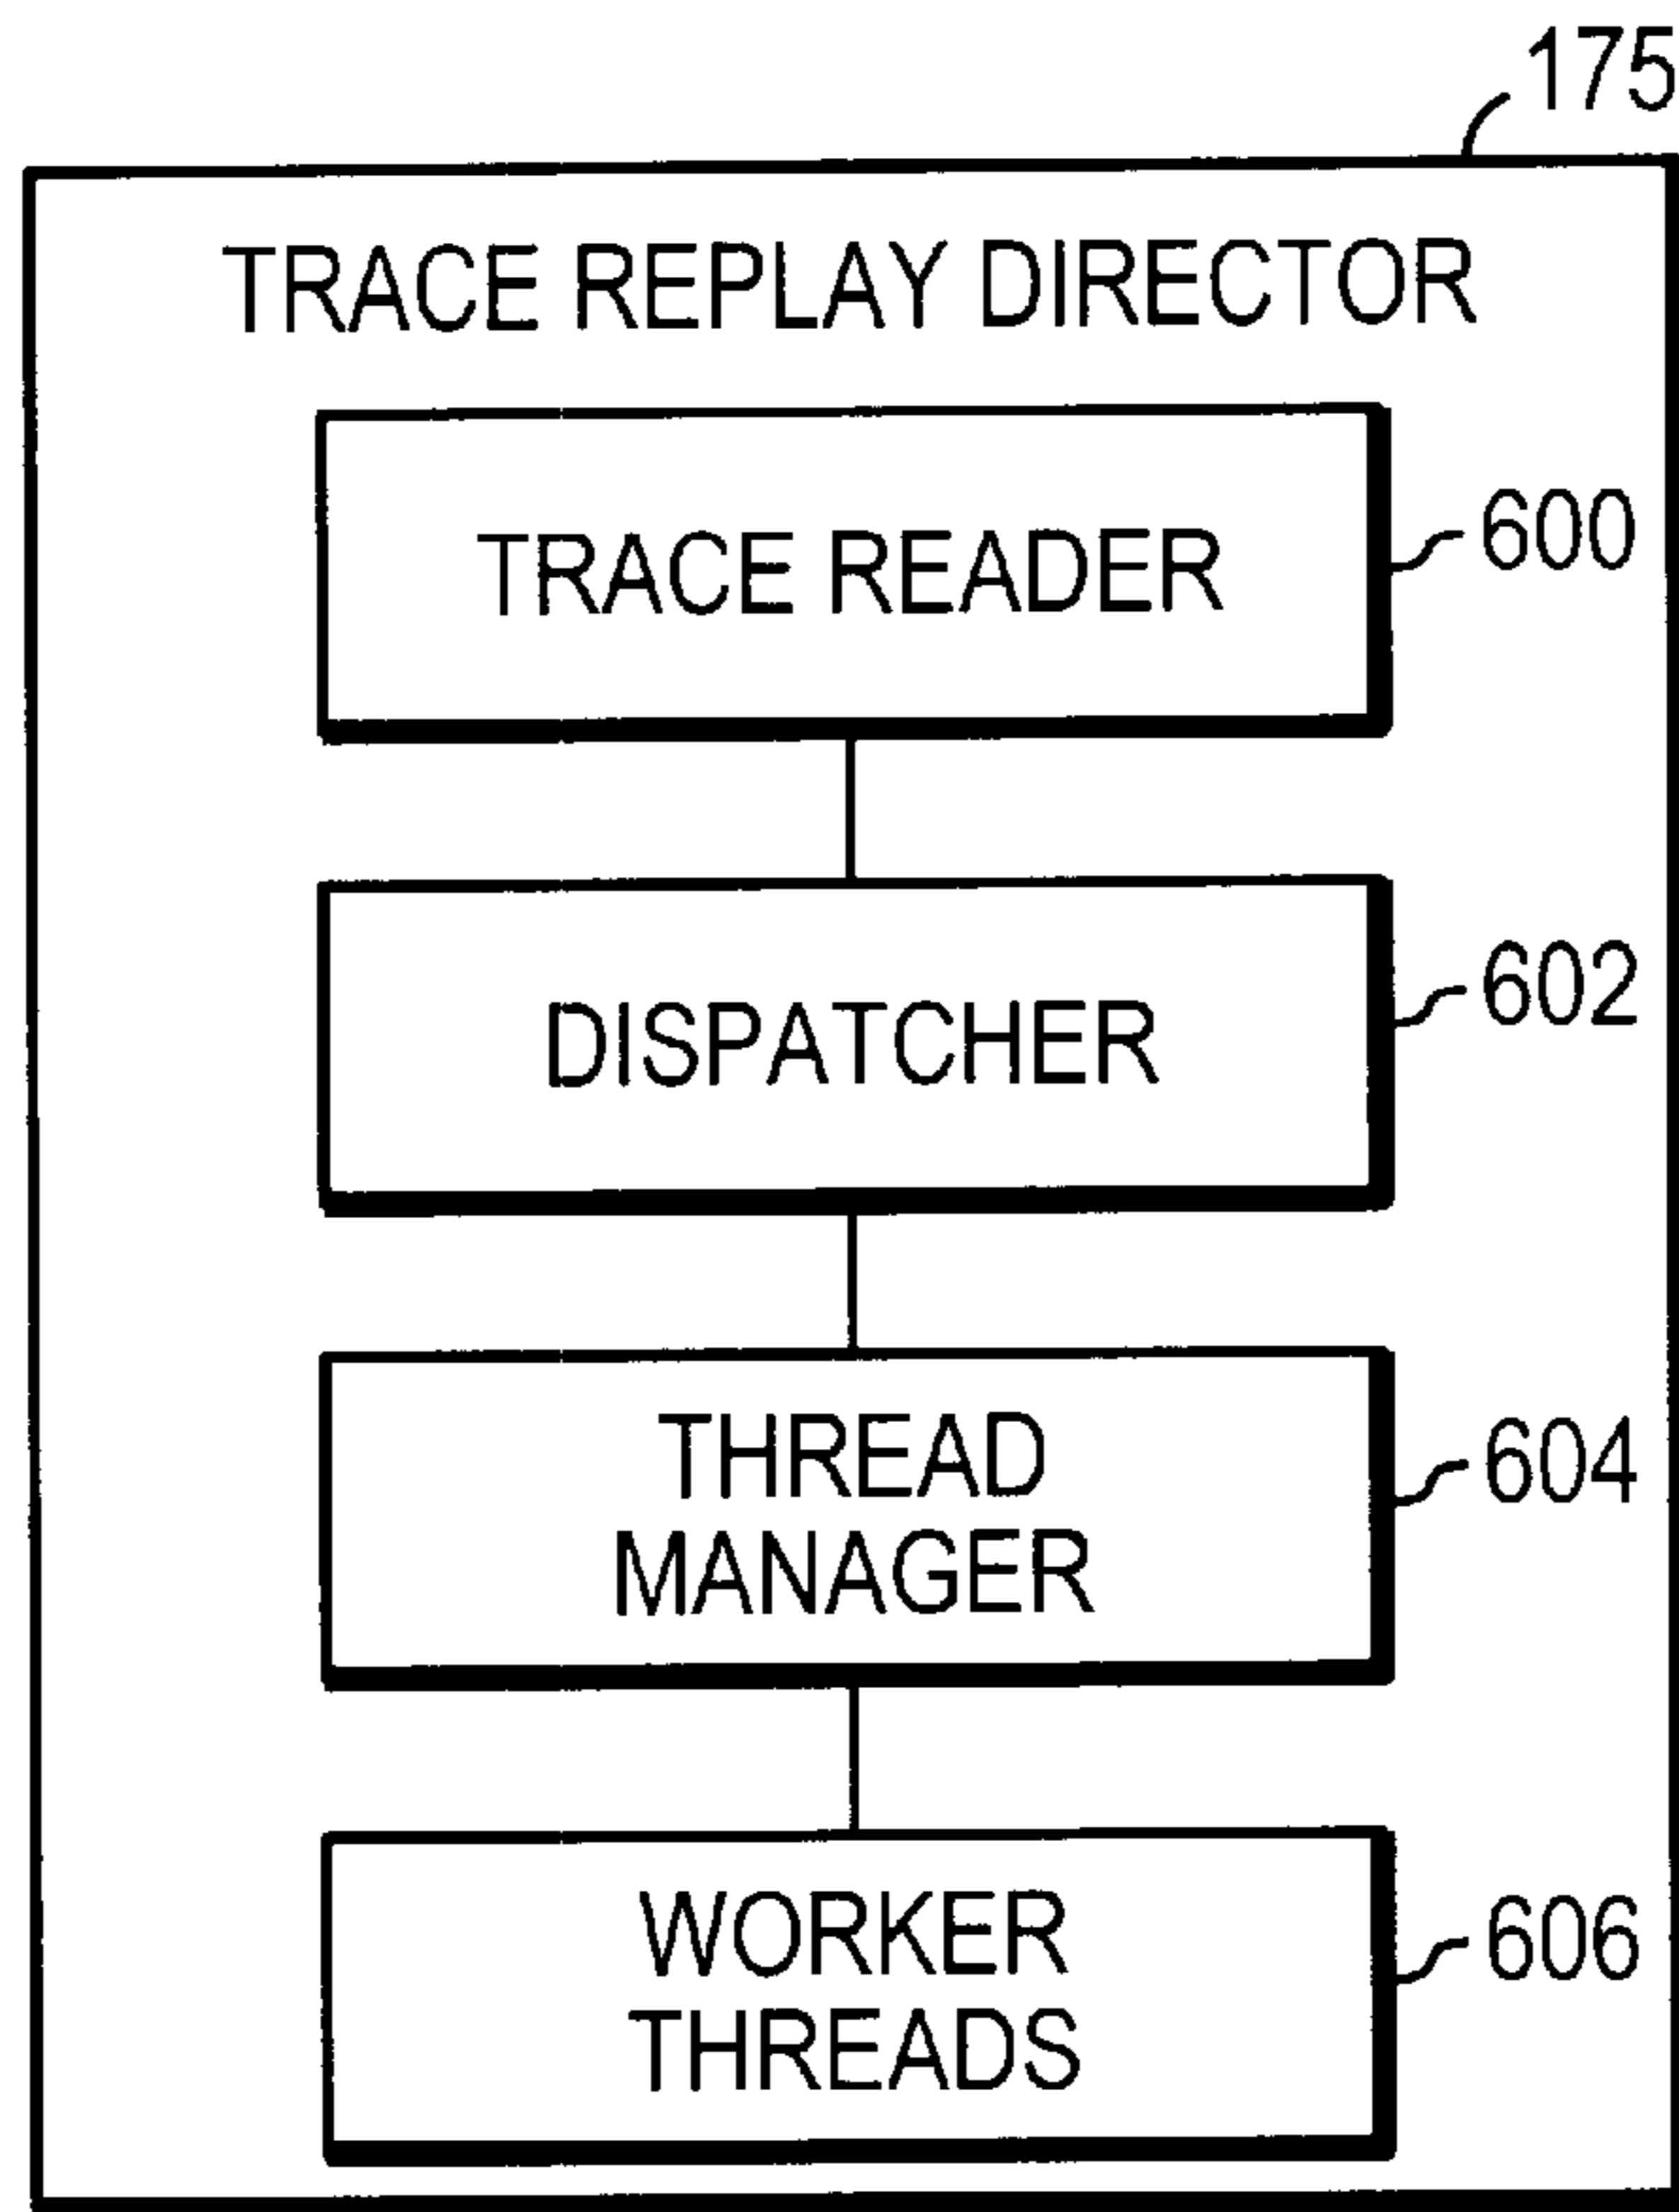 175
TRACE REPLAY DIRECTOR
TRACE READER
600
DISPATCHER
602
THREAD
MANAGER
604
WORKER
THREADS
606